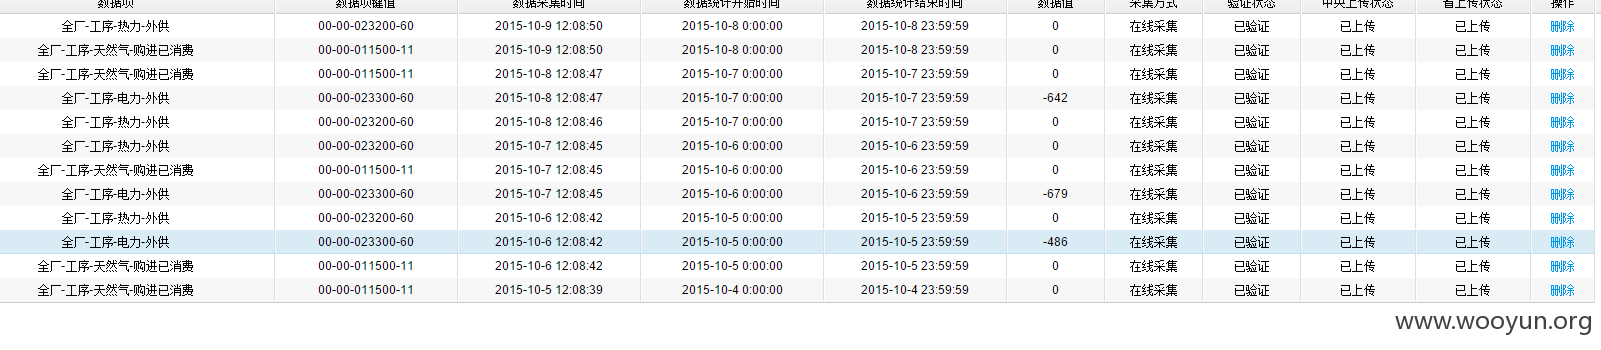 数据项 数据项键值 数据采集时间 数据统计开始时间 数据统计结束时间 数据值 采集方式 验证状态 中央上传状态 省上传状态 操作
全厂-工序-热力-外供 00-00-023200-60 2015-10-9 12:08:50 2015-10-8 0:00:00 2015-10-8 23:59:59 0 在线采集 已验证 已上传 已上传 删除
全厂-工序-天然气-购进已消费 00-00-011500-11 2015-10-9 12:08:50 2015-10-8 0:00:00 2015-10-8 23:59:59 0 在线采集 已验证 已上传 已上传 删除
全厂-工序-天然气-购进已消费 00-00-011500-11 2015-10-8 12:08:47 2015-10-7 0:00:00 2015-10-7 23:59:59 0 在线采集 已验证 已上传 已上传 删除
全厂-工序-电力-外供 00-00-023300-60 2015-10-8 12:08:47 2015-10-7 0:00:00 2015-10-7 23:59:59 -642 在线采集 已验证 已上传 已上传 删除
全厂-工序-热力-外供 00-00-023200-60 2015-10-8 12:08:46 2015-10-7 0:00:00 2015-10-7 23:59:59 0 在线采集 已验证 已上传 已上传 删除
全厂-工序-热力-外供 00-00-023200-60 2015-10-7 12:08:45 2015-10-6 0:00:00 2015-10-6 23:59:59 0 在线采集 已验证 已上传 已上传 删除
全厂-工序-天然气-购进已消费 00-00-011500-11 2015-10-7 12:08:45 2015-10-6 0:00:00 2015-10-6 23:59:59 0 在线采集 已验证 已上传 已上传 删除
全厂-工序-电力-外供 00-00-023300-60 2015-10-7 12:08:45 2015-10-6 0:00:00 2015-10-6 23:59:59 -679 在线采集 已验证 已上传 已上传 删除
全厂-工序-热力-外供 00-00-023200-60 2015-10-6 12:08:42 2015-10-5 0:00:00 2015-10-5 23:59:59 0 在线采集 已验证 已上传 已上传 删除
全厂-工序-电力-外供 00-00-023300-60 2015-10-6 12:08:42 2015-10-5 0:00:00 2015-10-5 23:59:59 -486 在线采集 已验证 已上传 已上传 删除
全厂-工序-天然气-购进已消费 00-00-011500-11 2015-10-6 12:08:42 2015-10-5 0:00:00 2015-10-5 23:59:59 0 在线采集 已验证 已上传 已上传 删除
全厂-工序-天然气-购进已消费 00-00-011500-11 2015-10-5 12:08:39 2015-10-4 0:00:00 2015-10-4 23:59:59 0 在线采集 已验证 已上传 已上传 删除
www.wooyun.org